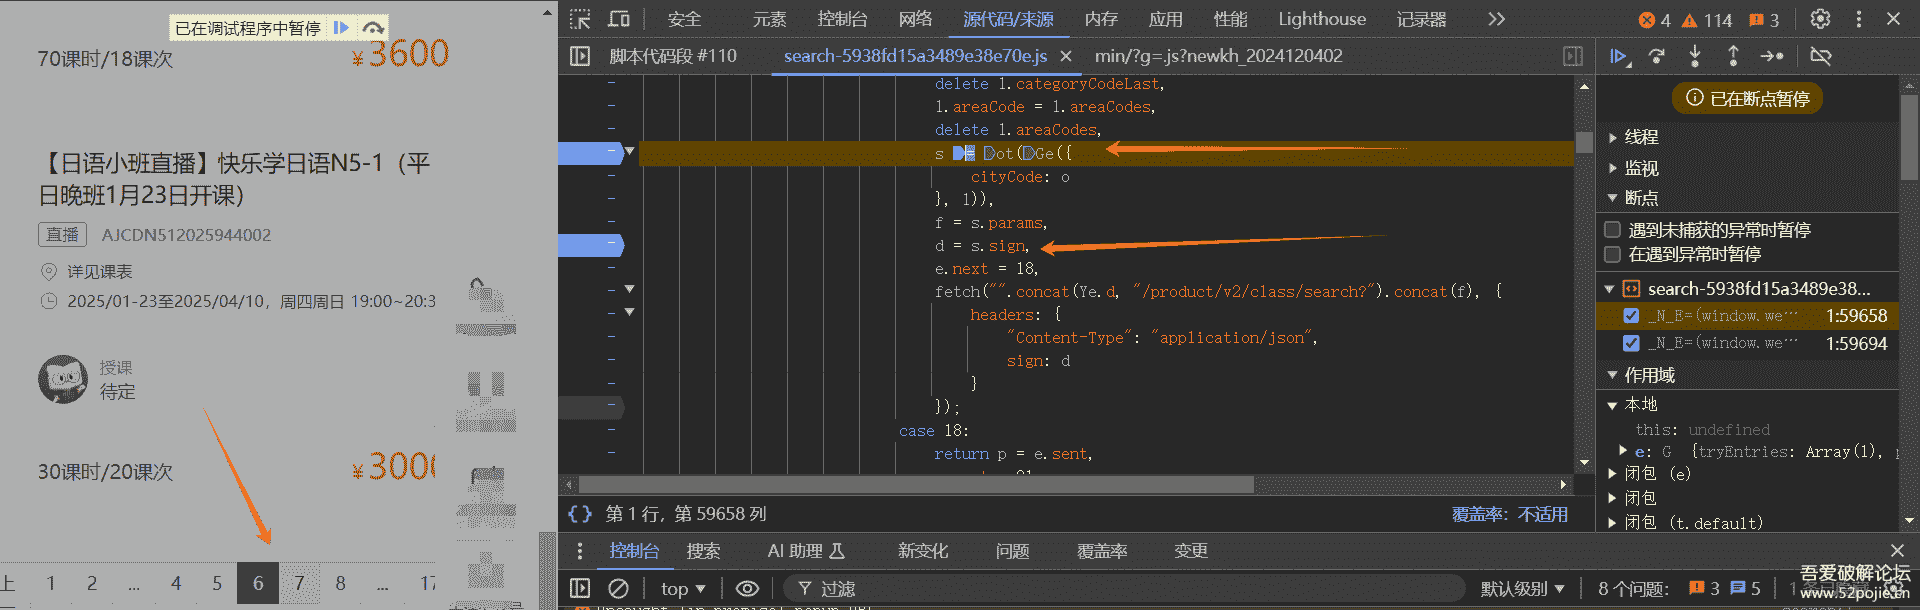 已在调试程序中暂停
70课时/18课次
¥3600
【日语小班直播】快乐学日语N5-1（平
日晚班1月23日开课）
直播 AJCDN512025944002
详见课表
2025/01-23至2025/04/10，周四周日 19:00~20:3
授课
待定
30课时/20课次
¥3000
上 1 2 ... 4 5 6 7 8 ... 17
安全 元素 控制台 网络 源代码/来源 内存 应用 性能 Lighthouse 记录器 4 114 3
脚本代码段 #110 search-5938fd15a3489e38e70e.js × min/?g=.js?newkh_2024120402
delete l.categoryCodeLast,
l.areaCode = l.areaCodes,
delete l.areaCodes,
s = ot(Ge({
cityCode: o
}, 1)),
f = s.params,
d = s.sign,
e.next = 18,
fetch("".concat(Ye.d, "/product/v2/class/search?").concat(f), {
headers: {
"Content-Type": "application/json",
sign: d
}
});
case 18:
return p = e.sent,
{} 第 1 行，第 59658 列 覆盖率：不适用
已在断点暂停
线程
监视
断点
遇到未捕获的异常时暂停
在遇到异常时暂停
search-5938fd15a3489e38...
_N_E=(window.we… 1:59658
_N_E=(window.we… 1:59694
作用域
本地
this: undefined
e: G {tryEntries: Array(1),
闭包 (e)
闭包
闭包 (t.default)
控制台 搜索 AI 助理 新变化 问题 覆盖率 变更
top 过滤 默认级别 8 个问题: 3 5
吾爱破解论坛
www.52pojie.cn